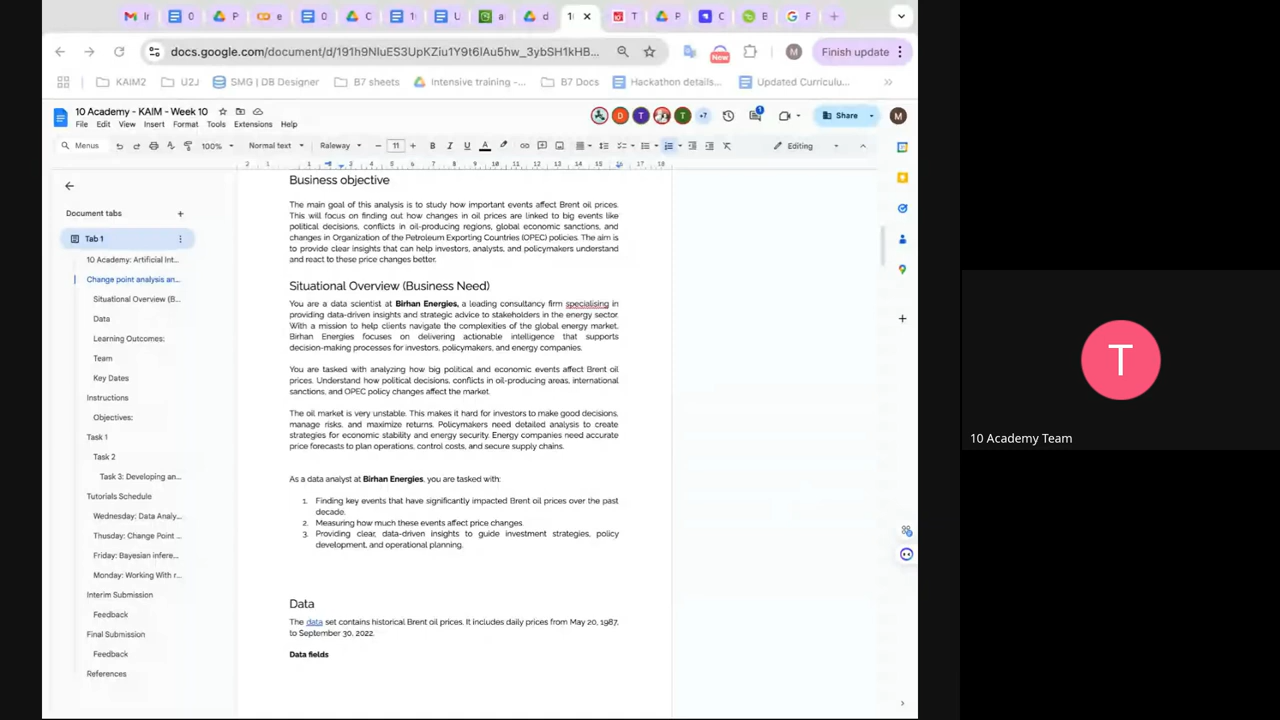 docs.google.com/document/d/191h9NluES3UpKZiu1Y9t6lAu5hw_3ybSH1kHB...
New
M
Finish update
KAIM2
U2J
SMG | DB Designer
B7 sheets
Intensive training -...
B7 Docs
Hackathon details...
Updated Curriculu...
10 Academy - KAIM - Week 10
File Edit View Insert Format Tools Extensions Help
D T T +7 1 Share M
Menus 100% Normal text Raleway 11 Editing
Document tabs
Tab 1
10 Academy: Artificial Int...
Change point analysis an...
Situational Overview (B...
Data
Learning Outcomes:
Team
Key Dates
Instructions
Objectives:
Task 1
Task 2
Task 3: Developing an...
Tutorials Schedule
Wednesday: Data Analy...
Thusday: Change Point ...
Friday: Bayesian infere...
Monday: Working With r...
Interim Submission
Feedback
Final Submission
Feedback
References
Business objective
The main goal of this analysis is to study how important events affect Brent oil prices.
This will focus on finding out how changes in oil prices are linked to big events like
political decisions, conflicts in oil-producing regions, global economic sanctions, and
changes in Organization of the Petroleum Exporting Countries (OPEC) policies. The aim is
to provide clear insights that can help investors, analysts, and policymakers understand
and react to these price changes better.
Situational Overview (Business Need)
You are a data scientist at Birhan Energies, a leading consultancy firm specialising in
providing data-driven insights and strategic advice to stakeholders in the energy sector.
With a mission to help clients navigate the complexities of the global energy market,
Birhan Energies focuses on delivering actionable intelligence that supports
decision-making processes for investors, policymakers, and energy companies.
You are tasked with analyzing how big political and economic events affect Brent oil
prices. Understand how political decisions, conflicts in oil-producing areas, international
sanctions, and OPEC policy changes affect the market.
The oil market is very unstable. This makes it hard for investors to make good decisions,
manage risks, and maximize returns. Policymakers need detailed analysis to create
strategies for economic stability and energy security. Energy companies need accurate
price forecasts to plan operations, control costs, and secure supply chains.
As a data analyst at Birhan Energies, you are tasked with:
1. Finding key events that have significantly impacted Brent oil prices over the past
decade.
2. Measuring how much these events affect price changes.
3. Providing clear, data-driven insights to guide investment strategies, policy
development, and operational planning.
Data
The data set contains historical Brent oil prices. It includes daily prices from May 20, 1987,
to September 30, 2022.
Data fields
T
10 Academy Team